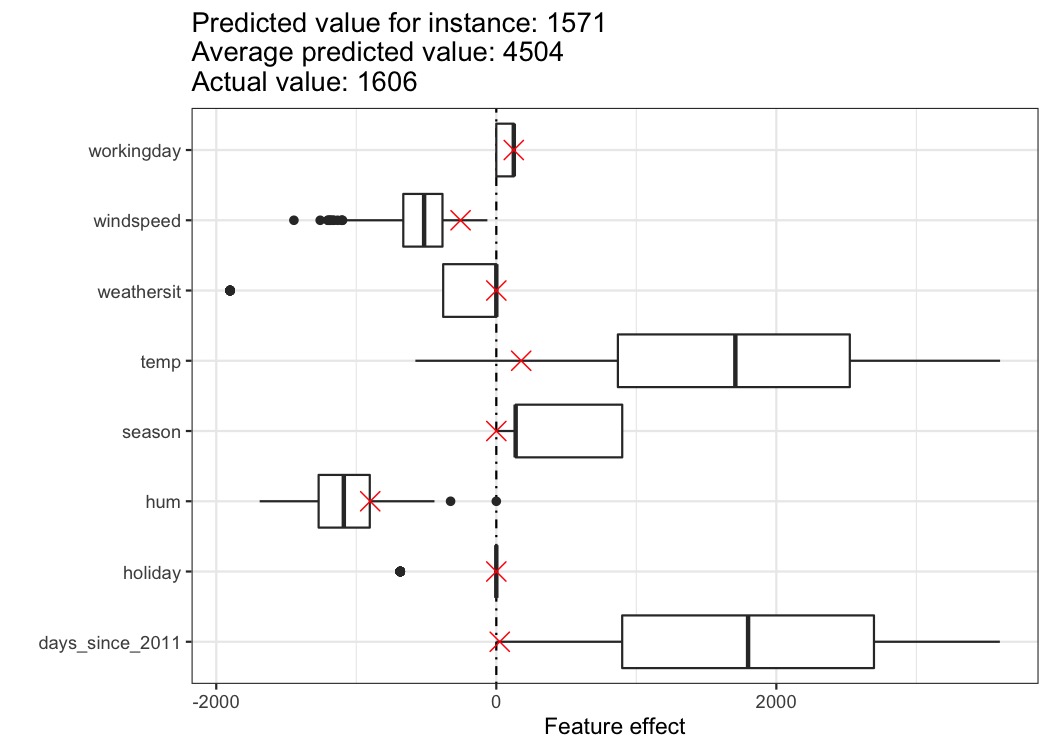 Predicted value for instance: 1571
Average predicted value: 4504
Actual value: 1606
workingday
windspeed
weathersit
temp
season
hum
holiday
days_since_2011
-2000 0 2000
Feature effect